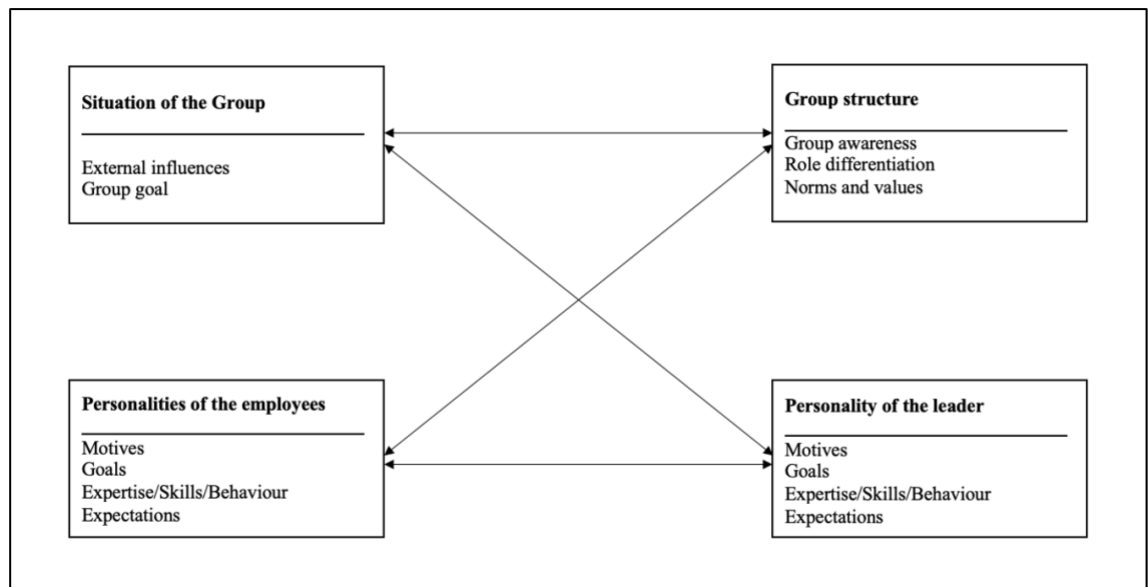 Situation of the Group
External influences
Group goal
Group structure
Group awareness
Role differentiation
Norms and values
Personalities of the employees
Motives
Goals
Expertise/Skills/Behaviour
Expectations
Personality of the leader
Motives
Goals
Expertise/Skills/Behaviour
Expectations